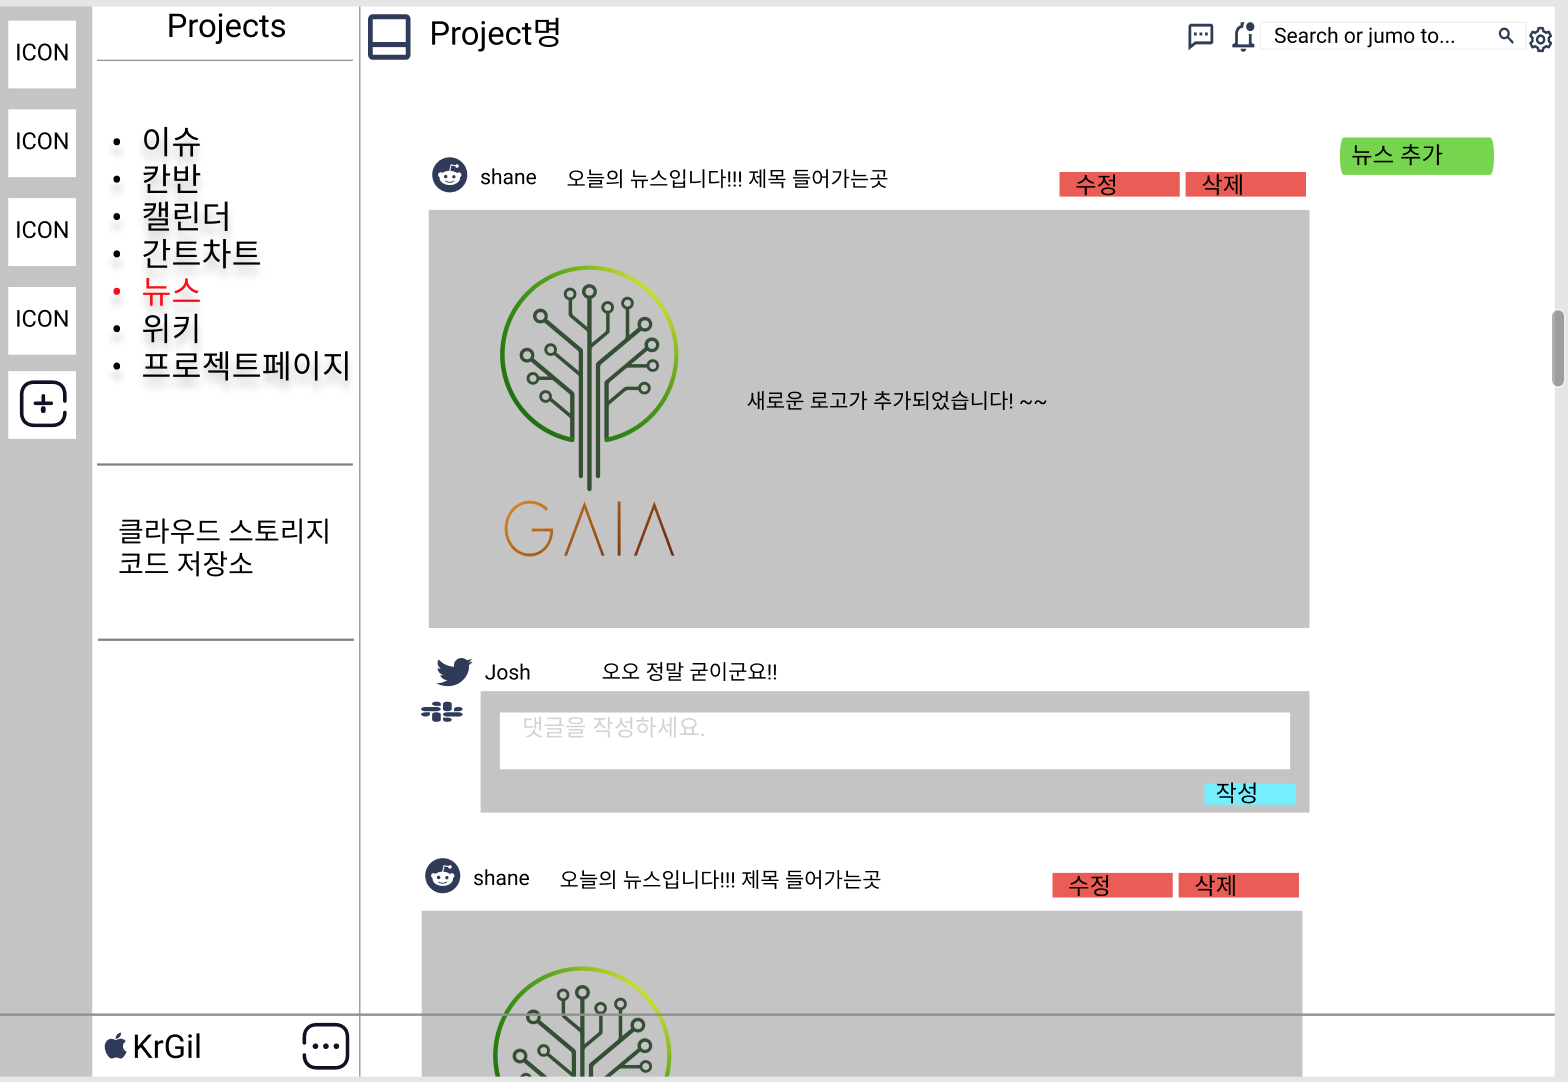 ICON
ICON
ICON
ICON
Projects
• 이슈
• 칸반
• 캘린더
• 간트차트
• 뉴스
• 위키
• 프로젝트페이지
클라우드 스토리지
코드 저장소
KrGil
Project명
Search or jumo to...
뉴스 추가
shane 오늘의 뉴스입니다!!! 제목 들어가는곳 수정 삭제
새로운 로고가 추가되었습니다! ~~
GAIA
Josh 오오 정말 굳이군요!!
댓글을 작성하세요.
작성
shane 오늘의 뉴스입니다!!! 제목 들어가는곳 수정 삭제